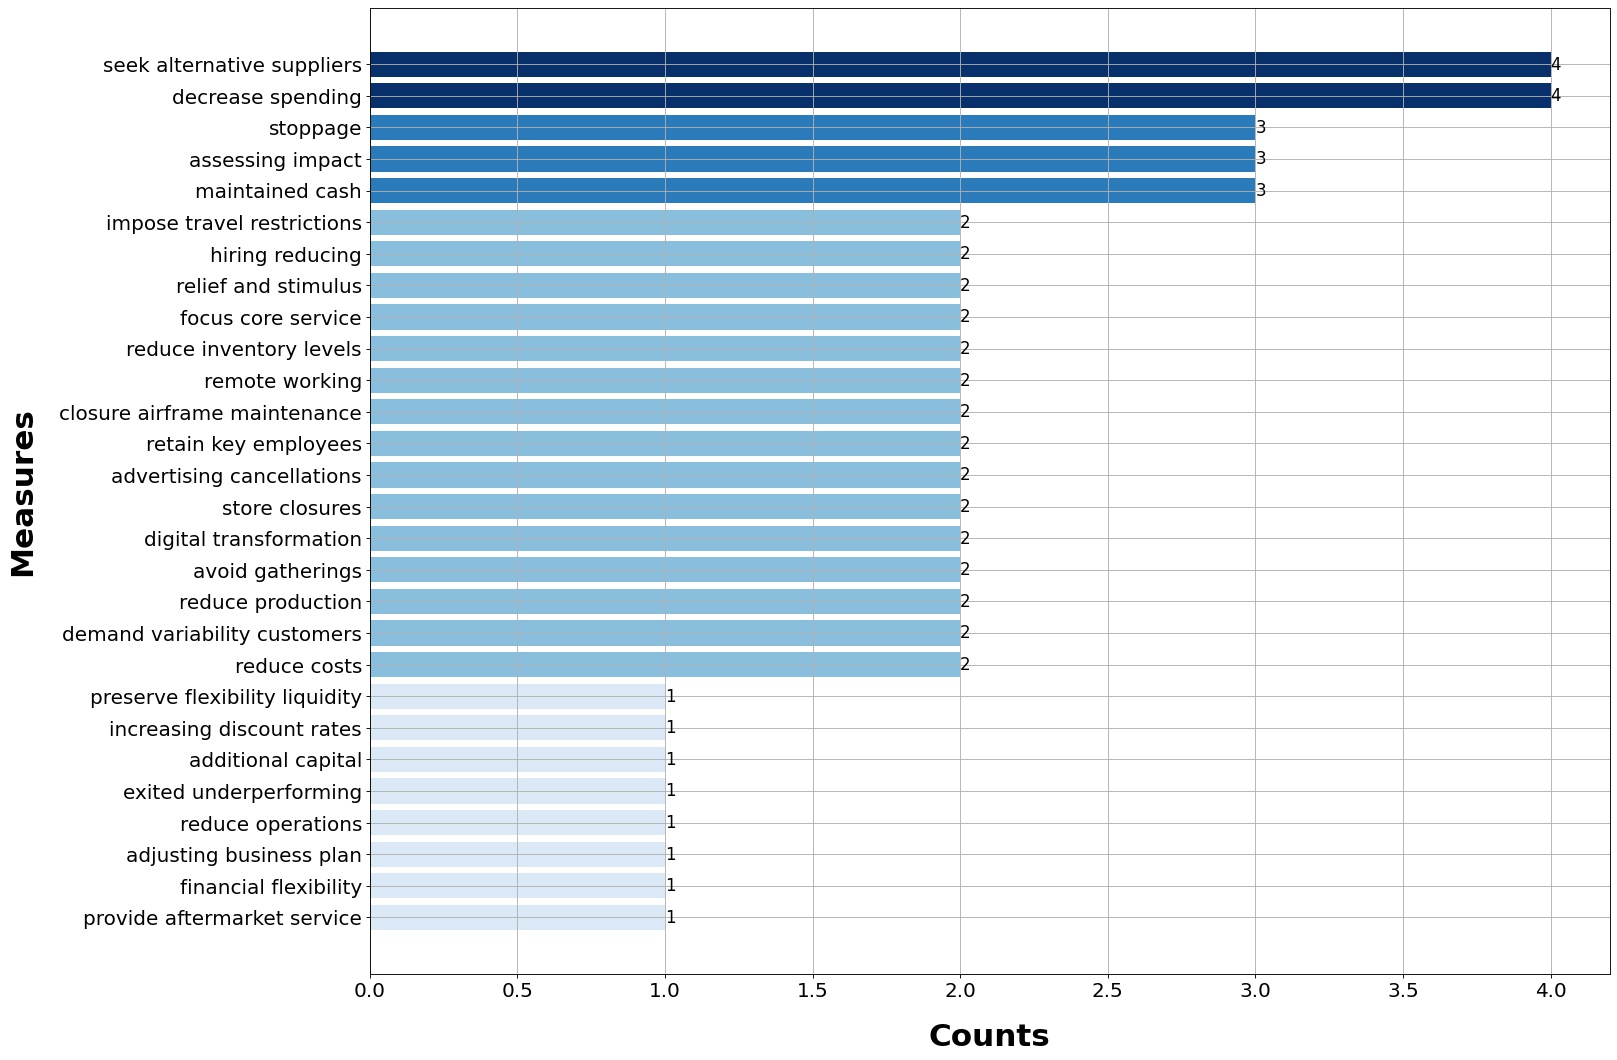 seek alternative suppliers 4
decrease spending 4
stoppage 3
assessing impact 3
maintained cash 3
impose travel restrictions 2
hiring reducing 2
relief and stimulus 2
focus core service 2
reduce inventory levels 2
remote working 2
closure airframe maintenance 2
retain key employees 2
advertising cancellations 2
store closures 2
digital transformation 2
avoid gatherings 2
reduce production 2
demand variability customers 2
reduce costs 2
preserve flexibility liquidity 1
increasing discount rates 1
additional capital 1
exited underperforming 1
reduce operations 1
adjusting business plan 1
financial flexibility 1
provide aftermarket service 1
Measures
0.0 0.5 1.0 1.5 2.0 2.5 3.0 3.5 4.0
Counts